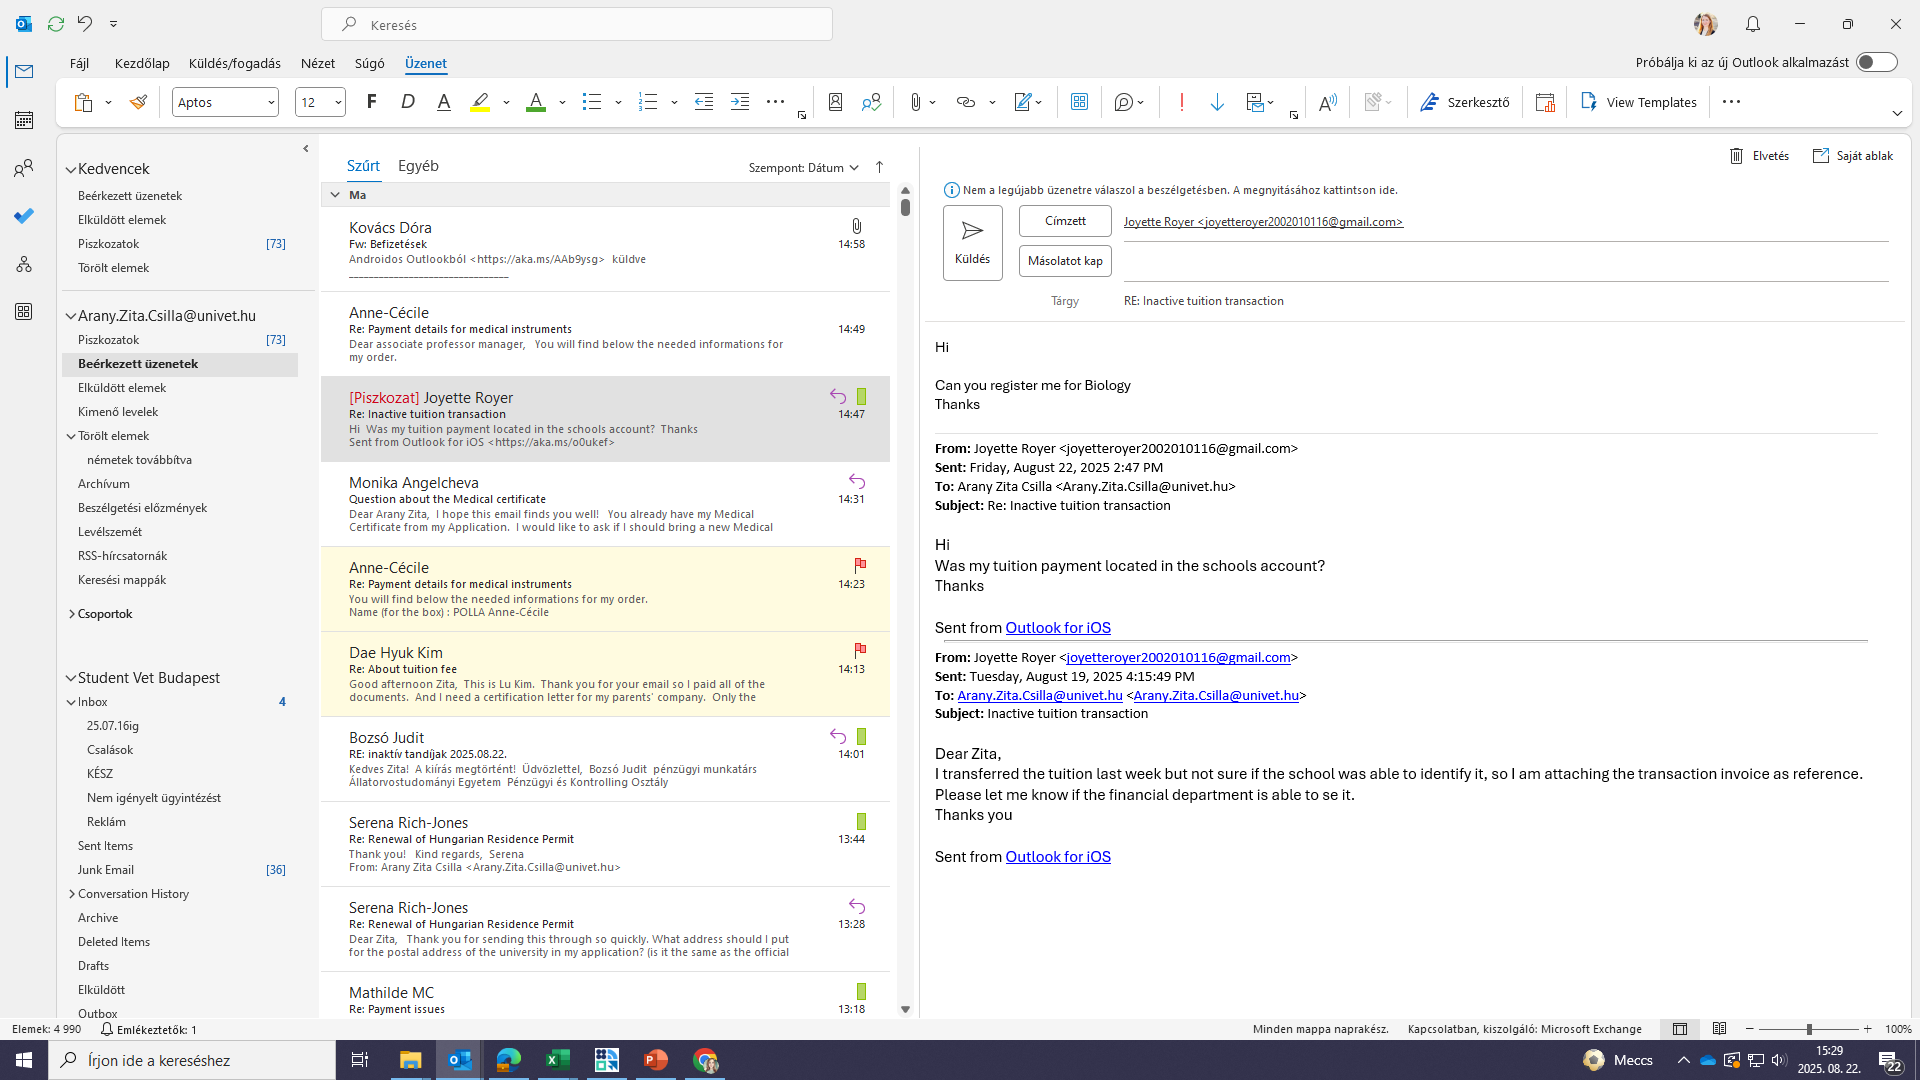 Keresés
Fájl
Kezdőlap
Küldés/fogadás
Nézet
Súgó
Üzenet
Próbálja ki az új Outlook alkalmazást
Aptos
12
Szerkesztő
View Templates
Kedvencek
Beérkezett üzenetek
Elküldött elemek
Piszkozatok [73]
Törölt elemek
Arany.Zita.Csilla@univet.hu
Piszkozatok [73]
Beérkezett üzenetek
Elküldött elemek
Kimenő levelek
Törölt elemek
németek továbbítva
Archívum
Beszélgetési előzmények
Levélszemét
RSS-hírcsatornák
Keresési mappák
Csoportok
Student Vet Budapest
Inbox 4
25.07.16ig
Csalások
KÉSZ
Nem igényelt ügyintézést
Reklám
Sent Items
Junk Email [36]
Conversation History
Archive
Deleted Items
Drafts
Elküldött
Outbox
Szűrt Egyéb
Szempont: Dátum
Ma
Kovács Dóra
Fw: Befizetések 14:58
Androidos Outlookból <https://aka.ms/AAb9ysg> küldve
________________________________
Anne-Cécile
Re: Payment details for medical instruments 14:49
Dear associate professor manager, You will find below the needed informations for
my order.
[Piszkozat] Joyette Royer
Re: Inactive tuition transaction 14:47
Hi Was my tuition payment located in the schools account? Thanks
Sent from Outlook for iOS <https://aka.ms/o0ukef>
Monika Angelcheva
Question about the Medical certificate 14:31
Dear Arany Zita, I hope this email finds you well! You already have my Medical
Certificate from my Application. I would like to ask if I should bring a new Medical
Anne-Cécile
Re: Payment details for medical instruments 14:23
You will find below the needed informations for my order.
Name (for the box) : POLLA Anne-Cécile
Dae Hyuk Kim
Re: About tuition fee 14:13
Good afternoon Zita, This is Lu Kim. Thank you for your email so I paid all of the
documents. And I need a certification letter for my parents' company. Only the
Bozsó Judit
RE: inaktív tandíjak 2025.08.22. 14:01
Kedves Zita! A kiírás megtörtént! Üdvözlettel, Bozsó Judit pénzügyi munkatárs
Állatorvostudományi Egyetem Pénzügyi és Kontrolling Osztály
Serena Rich-Jones
Re: Renewal of Hungarian Residence Permit 13:44
Thank you! Kind regards, Serena
From: Arany Zita Csilla <Arany.Zita.Csilla@univet.hu>
Serena Rich-Jones
Re: Renewal of Hungarian Residence Permit 13:28
Dear Zita, Thank you for sending this through so quickly. What address should I put
for the postal address of the university in my application? (is it the same as the official
Mathilde MC
Re: Payment issues 13:18
Elvetés
Saját ablak
Nem a legújabb üzenetre válaszol a beszélgetésben. A megnyitásához kattintson ide.
Küldés
Címzett
Joyette Royer <joyetteroyer2002010116@gmail.com>
Másolatot kap
Tárgy
RE: Inactive tuition transaction
Hi
Can you register me for Biology
Thanks
From: Joyette Royer <joyetteroyer2002010116@gmail.com>
Sent: Friday, August 22, 2025 2:47 PM
To: Arany Zita Csilla <Arany.Zita.Csilla@univet.hu>
Subject: Re: Inactive tuition transaction
Hi
Was my tuition payment located in the schools account?
Thanks
Sent from Outlook for iOS
From: Joyette Royer <joyetteroyer2002010116@gmail.com>
Sent: Tuesday, August 19, 2025 4:15:49 PM
To: Arany.Zita.Csilla@univet.hu <Arany.Zita.Csilla@univet.hu>
Subject: Inactive tuition transaction
Dear Zita,
I transferred the tuition last week but not sure if the school was able to identify it, so I am attaching the transaction invoice as reference.
Please let me know if the financial department is able to se it.
Thanks you
Sent from Outlook for iOS
Elemek: 4 990
Emlékeztetők: 1
Minden mappa naprakész.
Kapcsolatban, kiszolgáló: Microsoft Exchange
100%
Írjon ide a kereséshez
Meccs
15:29
2025. 08. 22.
22